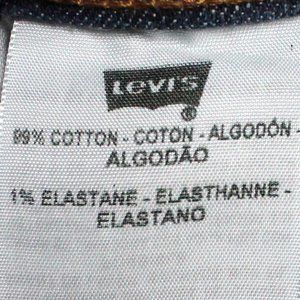 Levi's
®
99% COTTON - COTON - ALGODÓN -
ALGODÃO
1% ELASTANE - ELASTHANNE -
ELASTANO